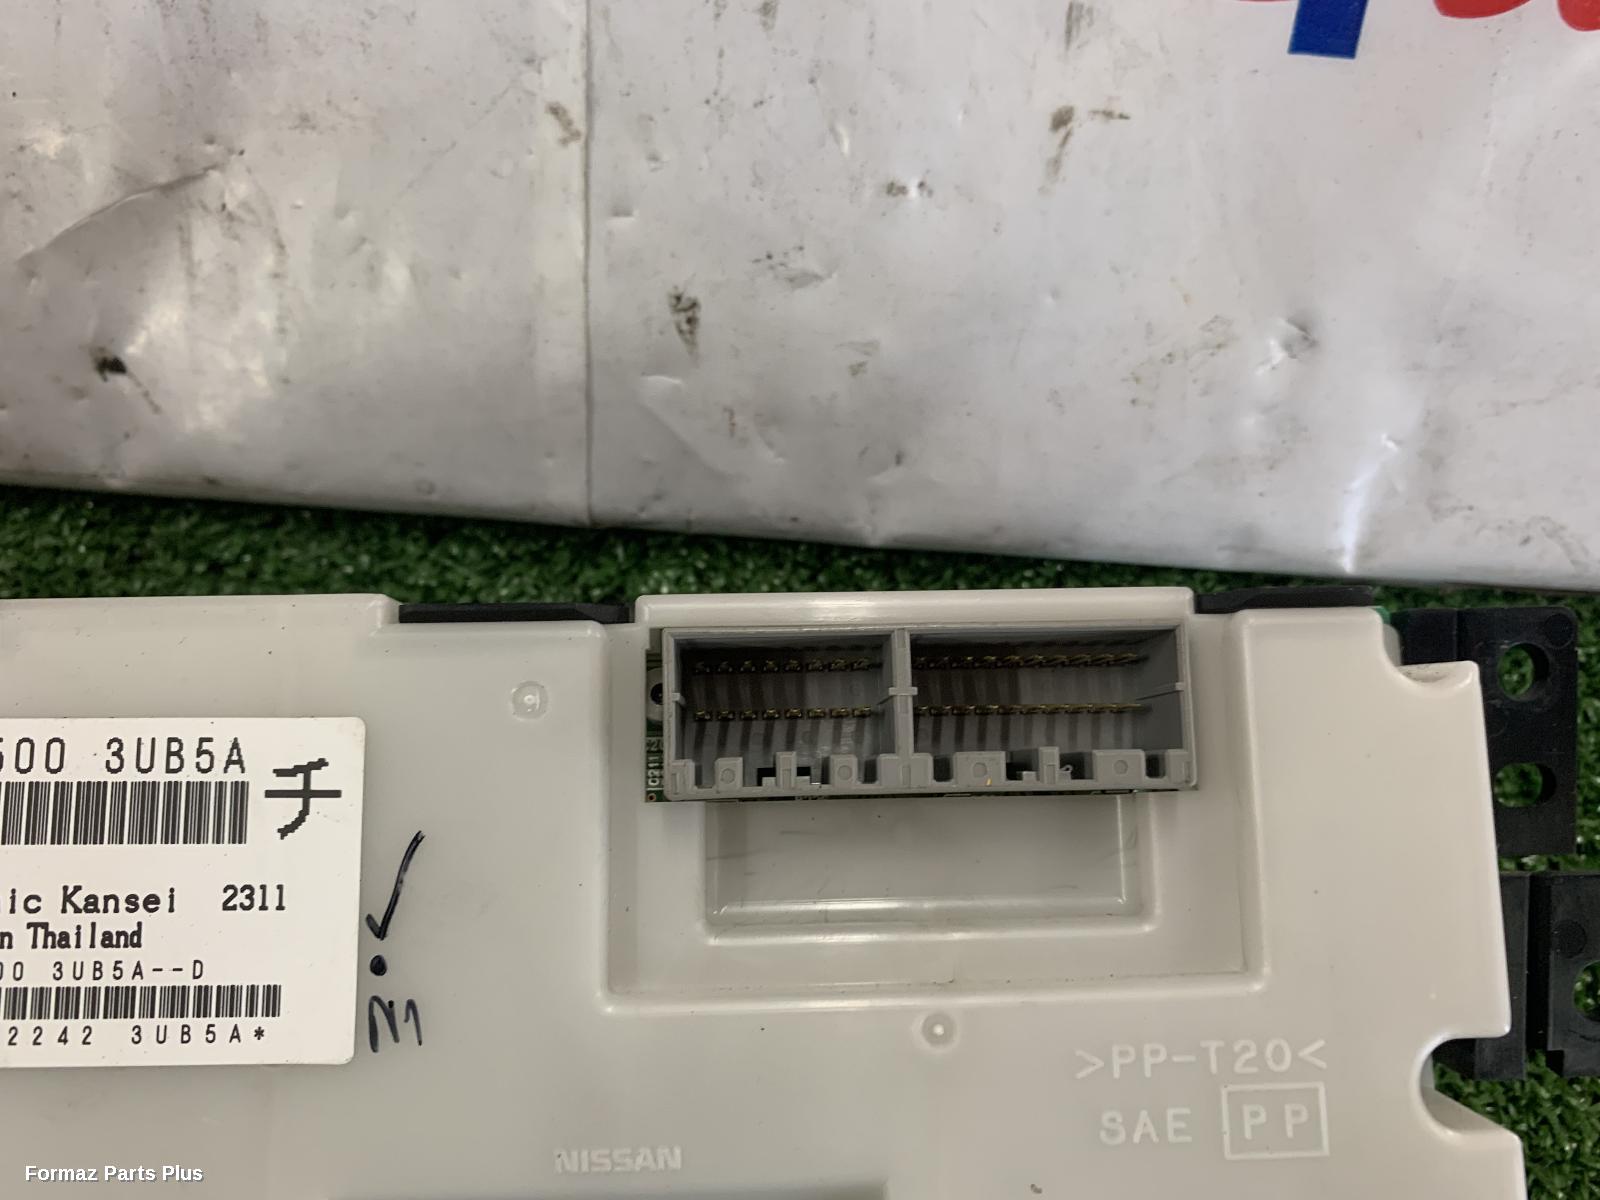 500 3UB5A
チ
ic Kansei 2311
n Thailand
00 3UB5A--D
2242 3UB5A*
C211
>PP-T20<
SAE PP
NISSAN
Formaz Parts Plus